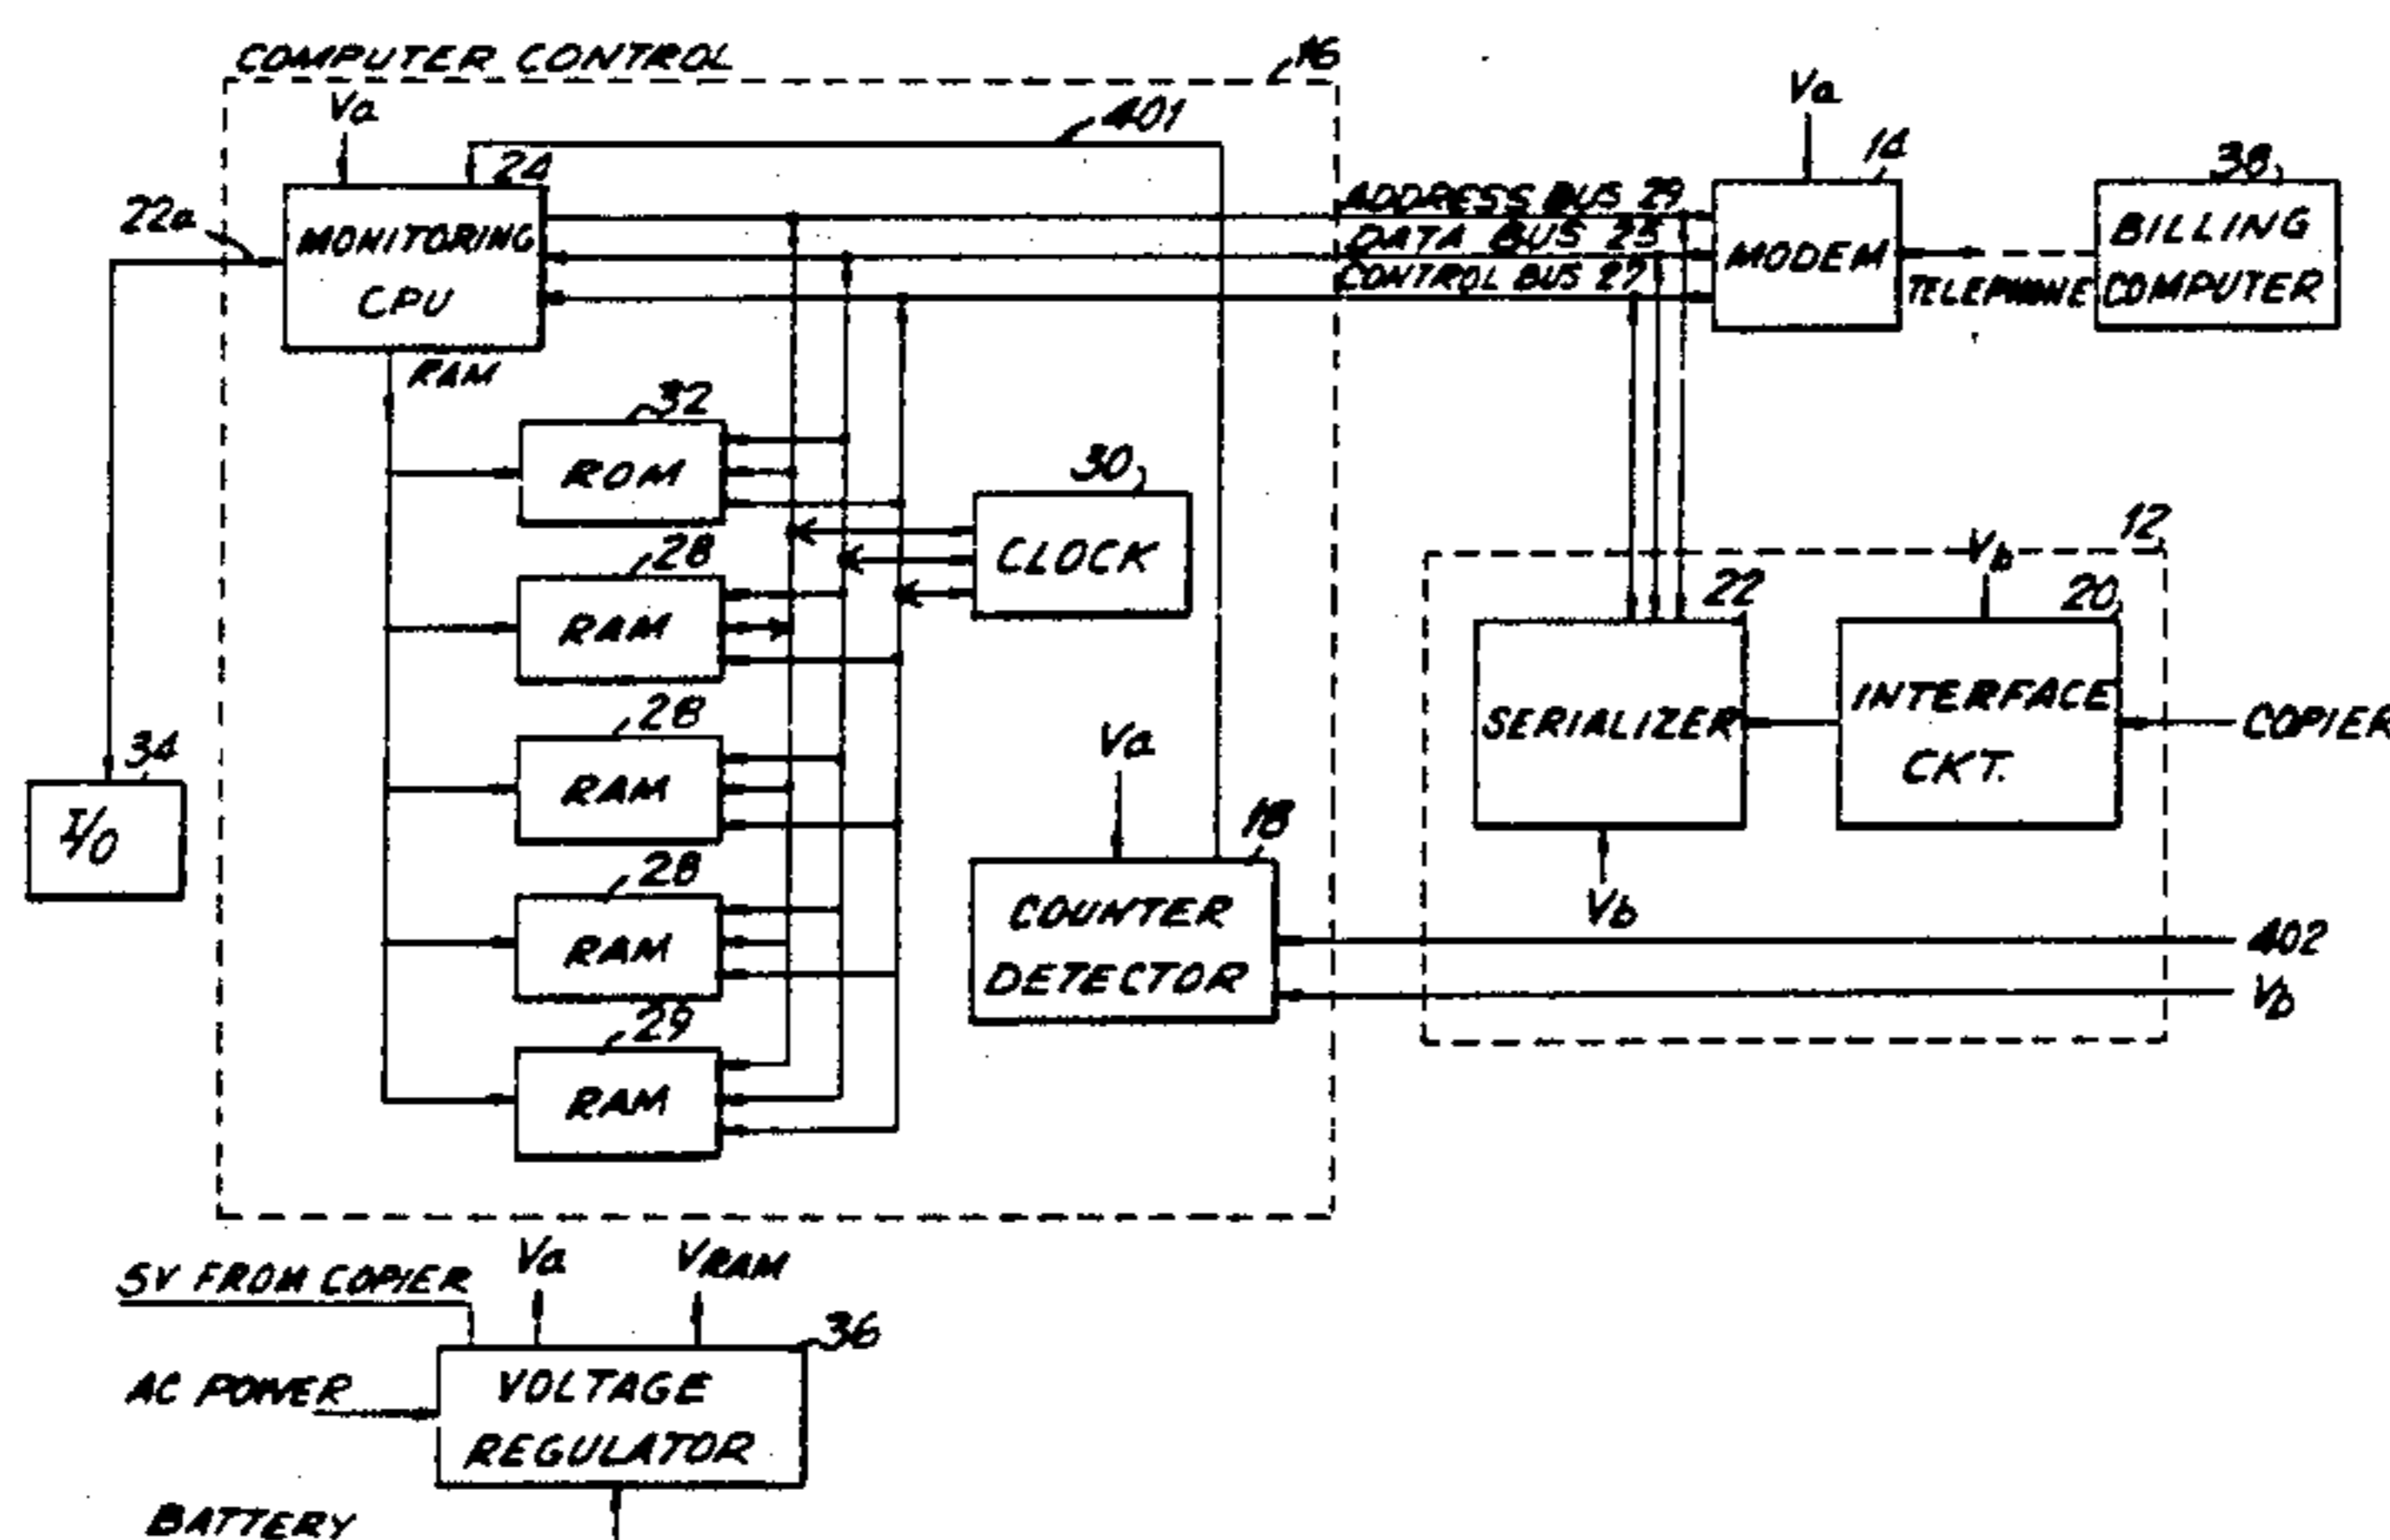 COMPUTER CONTROL
16
Va
401
24
22a
MONITORING
CPU
RAM
ADDRESS BUS 23
DATA BUS 25
CONTROL BUS 27
Va
14
MODEM
TELEPHONE
38
BILLING
COMPUTER
32
ROM
28
RAM
28
RAM
28
RAM
29
RAM
30
CLOCK
34
I/O
Va
18
COUNTER
DETECTOR
12
Vb
22
SERIALIZER
Vb
20
INTERFACE
CKT.
COPIER
402
Vb
5V FROM COPIER
Va
VRAM
36
AC POWER
VOLTAGE
REGULATOR
BATTERY